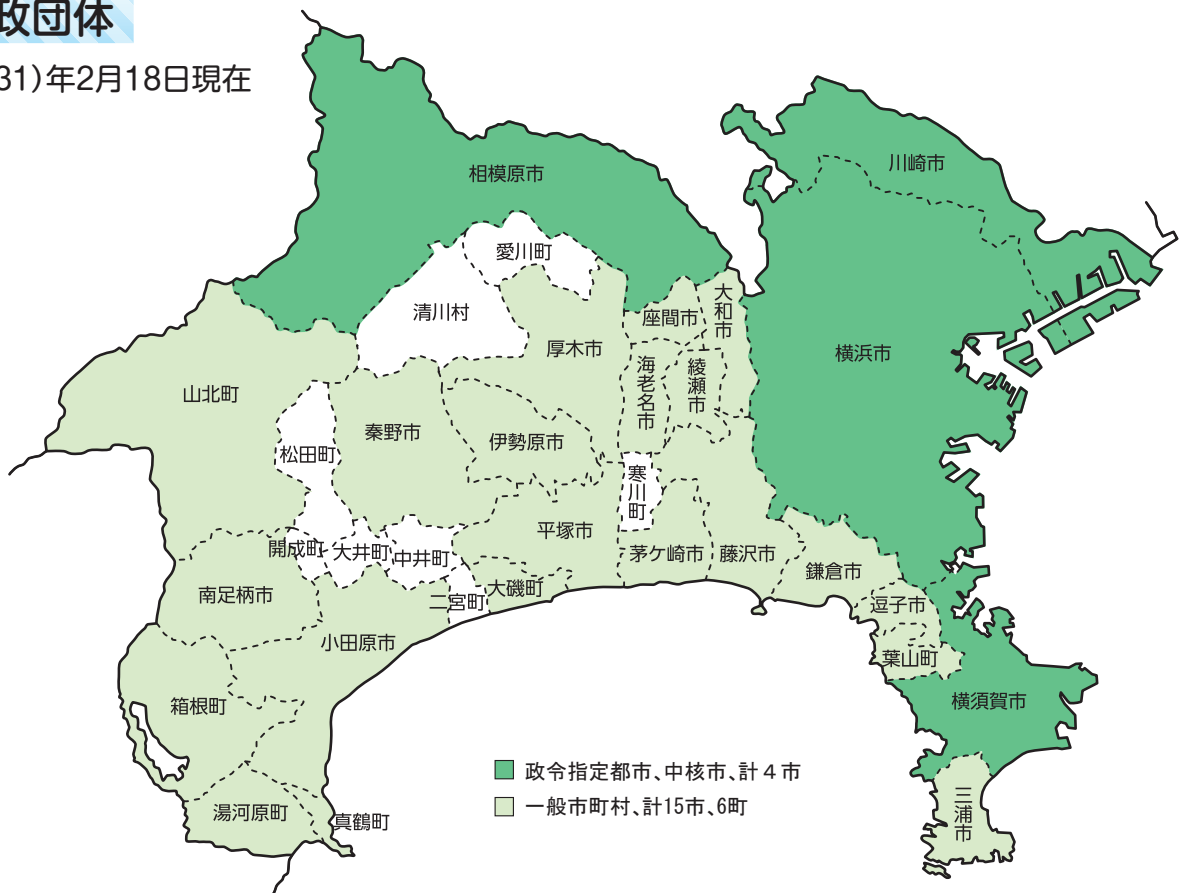 政団体
31)年2月18日現在
川崎市
相模原市
愛川町
大和市
清川村
座間市
厚木市
横浜市
海老名市
綾瀬市
山北町
秦野市
伊勢原市
松田町
寒川町
平塚市
開成町
大井町
中井町
茅ケ崎市
藤沢市
鎌倉市
大磯町
南足柄市
二宮町
逗子市
小田原市
葉山町
箱根町
横須賀市
政令指定都市、中核市、計4市
一般市町村、計15市、6町
湯河原町
真鶴町
三浦市